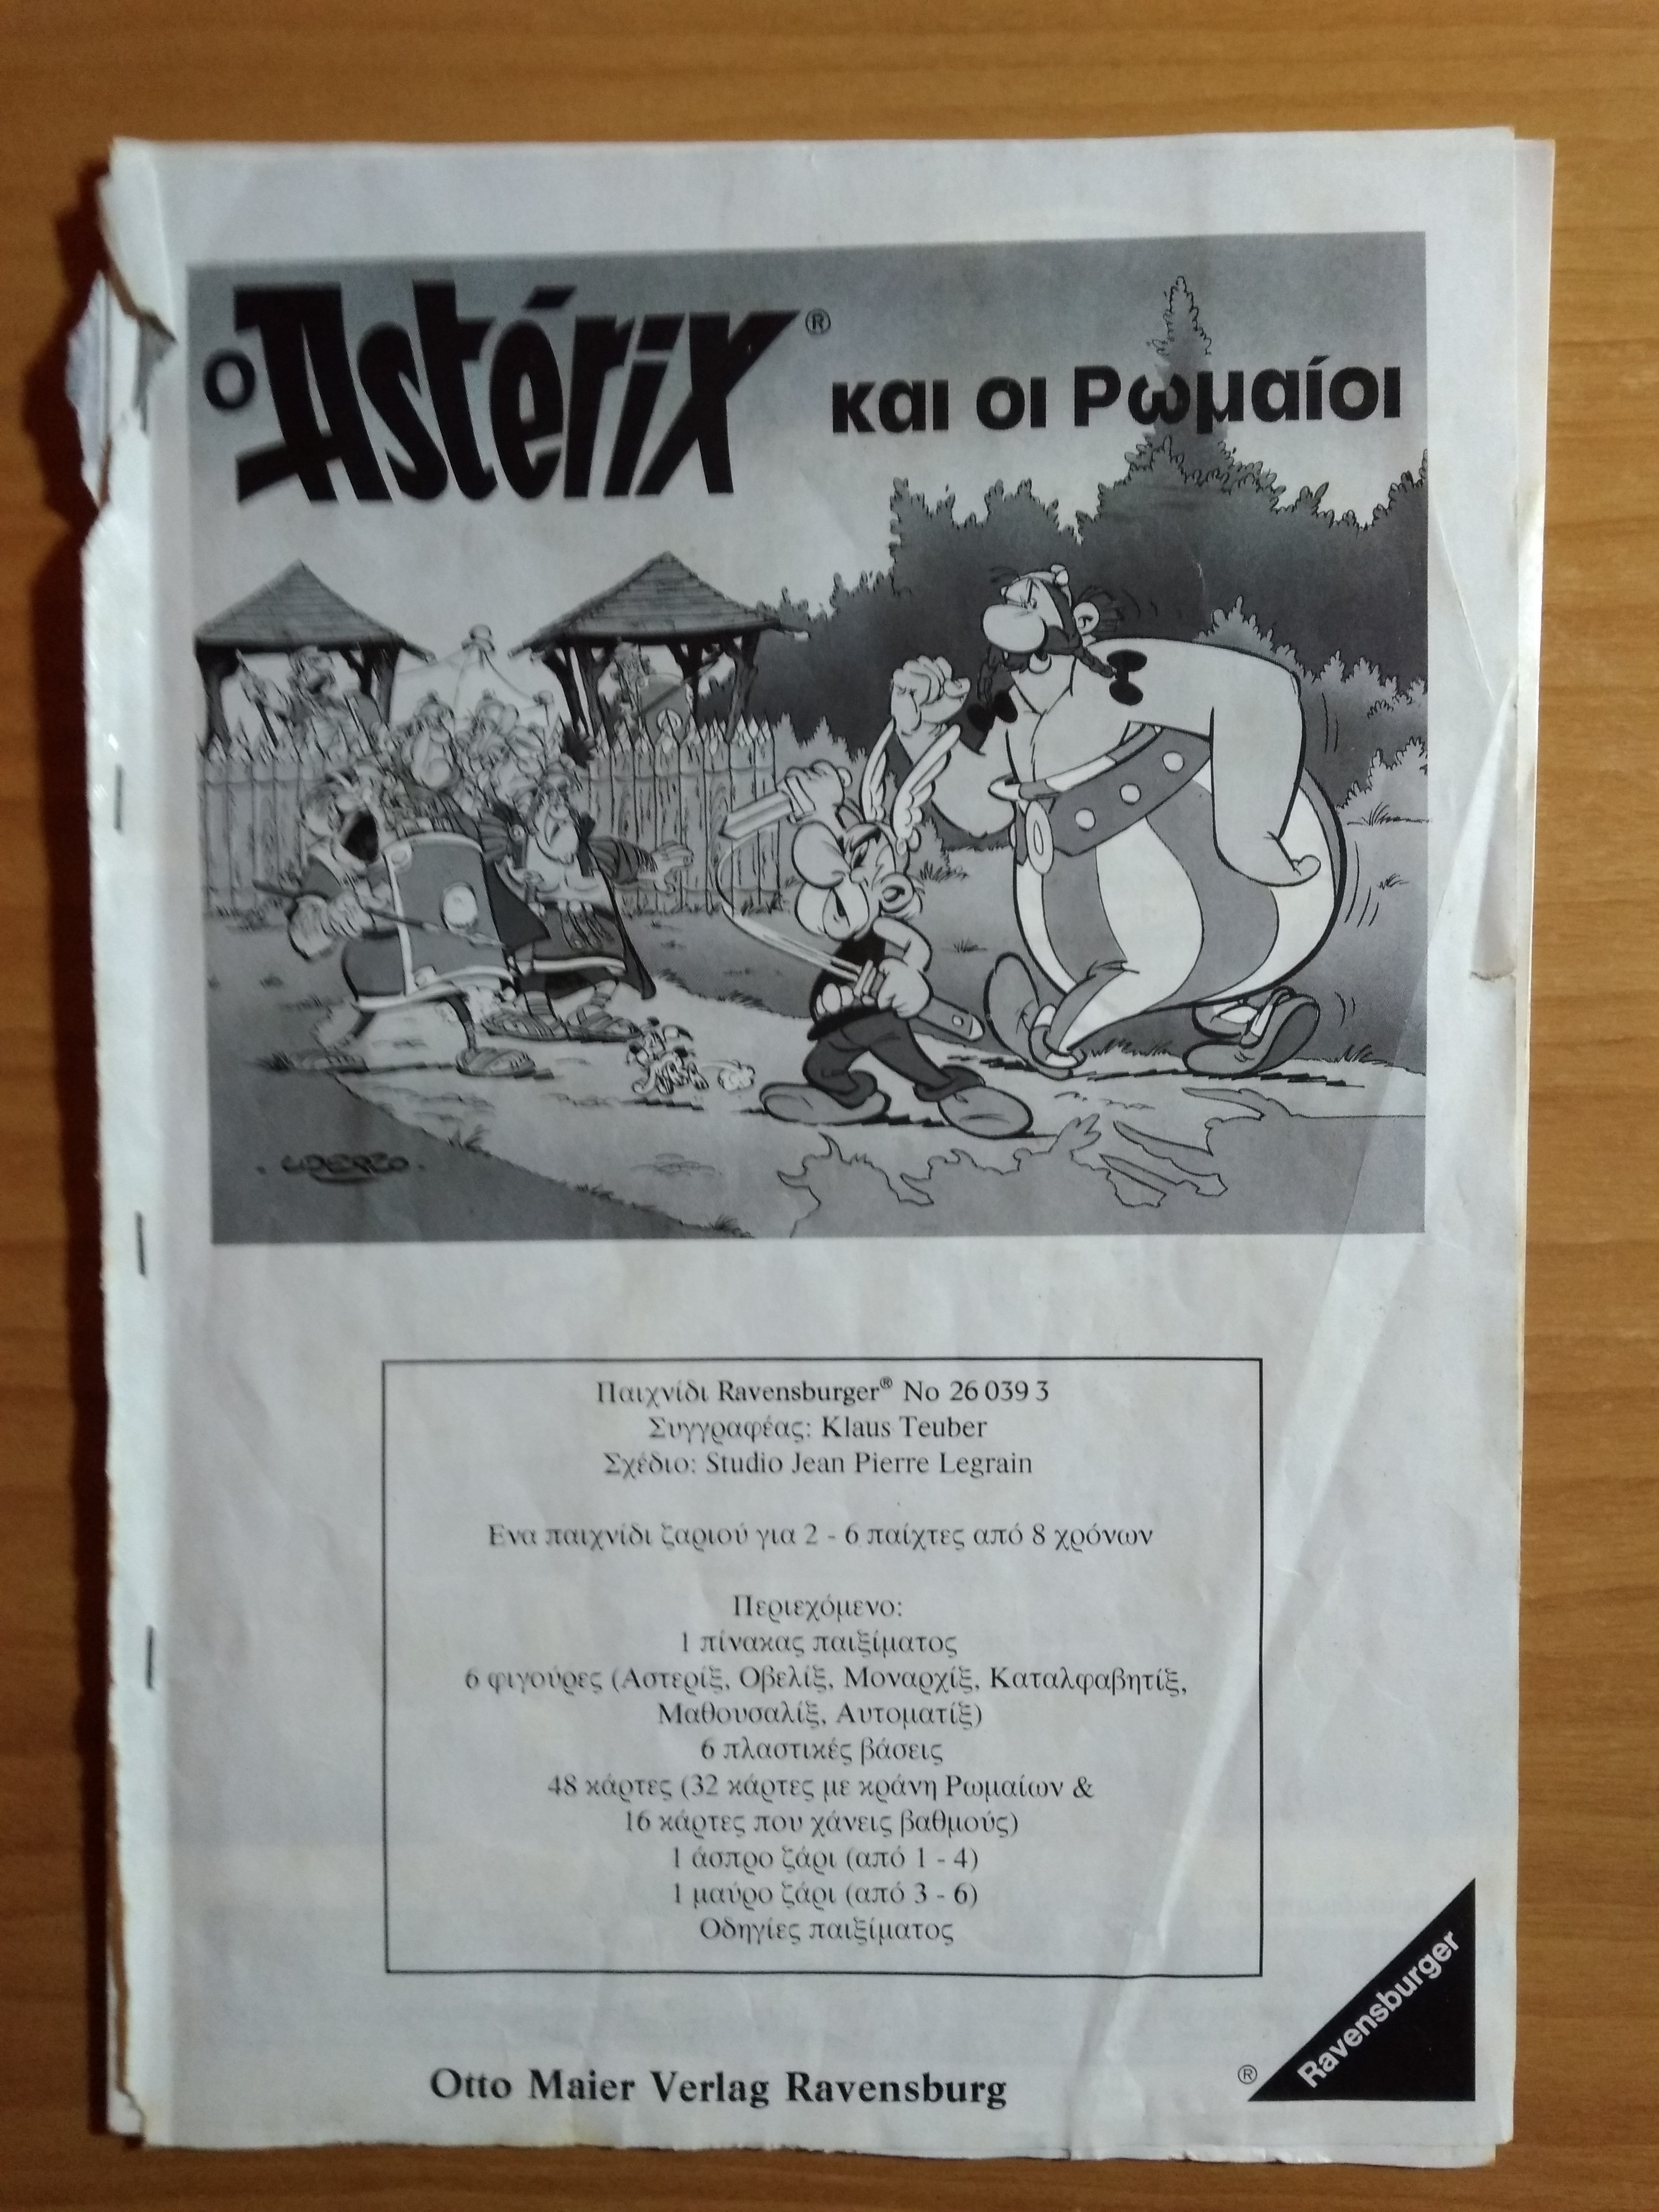 ο Astérix® και οι Ρωμαίοι
. UDERZO .
Παιχνίδι Ravensburger® No 26 039 3
Συγγραφέας: Klaus Teuber
Σχέδιο: Studio Jean Pierre Legrain
Ενα παιχνίδι ζαριού για 2 - 6 παίχτες από 8 χρόνων
Περιεχόμενο:
1 πίνακας παιξίματος
6 φιγούρες (Αστερίξ, Οβελίξ, Μοναρχίξ, Καταλφαβητίξ,
Μαθουσαλίξ, Αυτοματίξ)
6 πλαστικές βάσεις
48 κάρτες (32 κάρτες με κράνη Ρωμαίων &
16 κάρτες που χάνεις βαθμούς)
1 άσπρο ζάρι (από 1 - 4)
1 μαύρο ζάρι (από 3 - 6)
Οδηγίες παιξίματος
Otto Maier Verlag Ravensburg
® Ravensburger